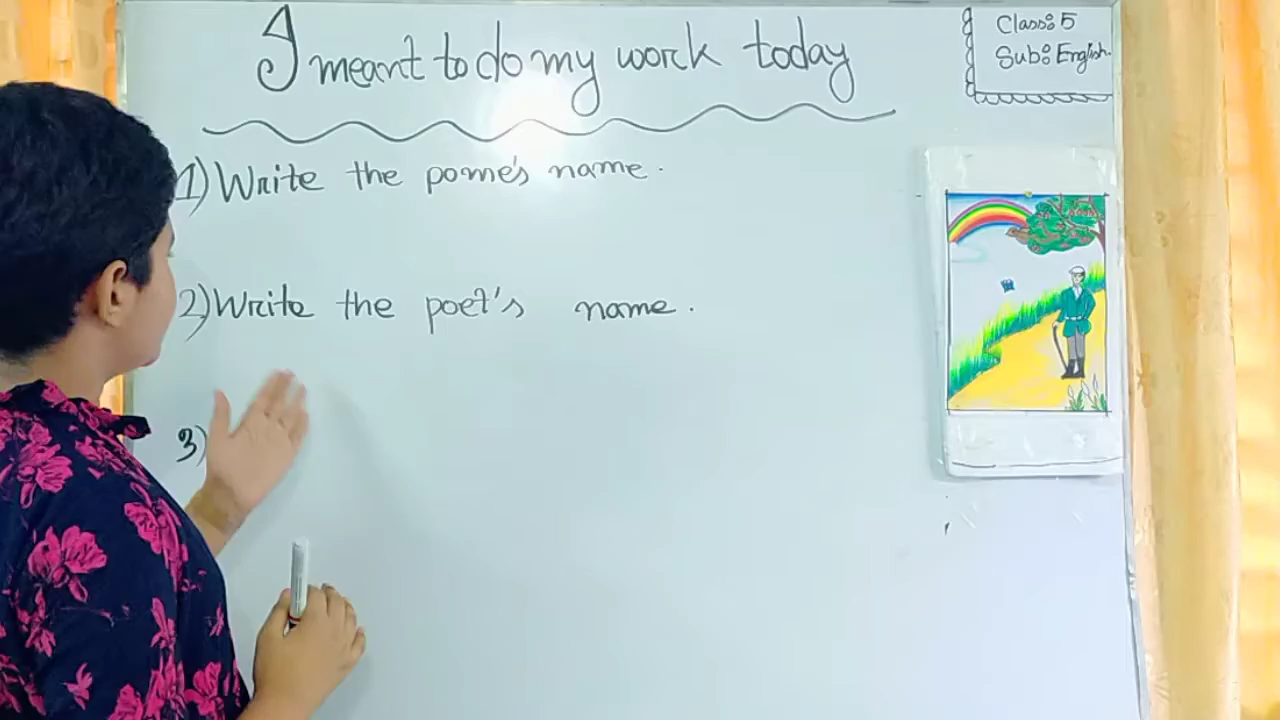 I meant to do my work today
Class: 5
Sub: English.
1) Write the pome's name.
2) Write the poet's name.
3)